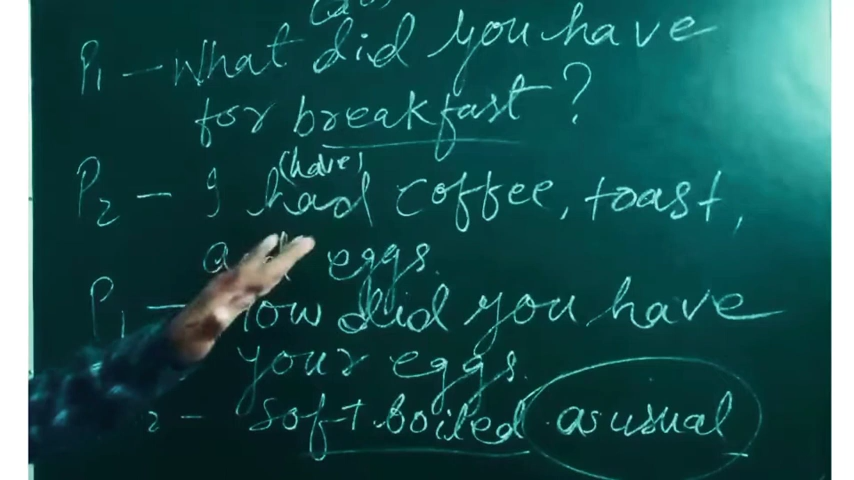 P1 - What did you have
for breakfast?
(have)
P2 - I had coffee, toast,
eggs.
P1 - How did you have
your eggs.
2 - Soft boiled as usual